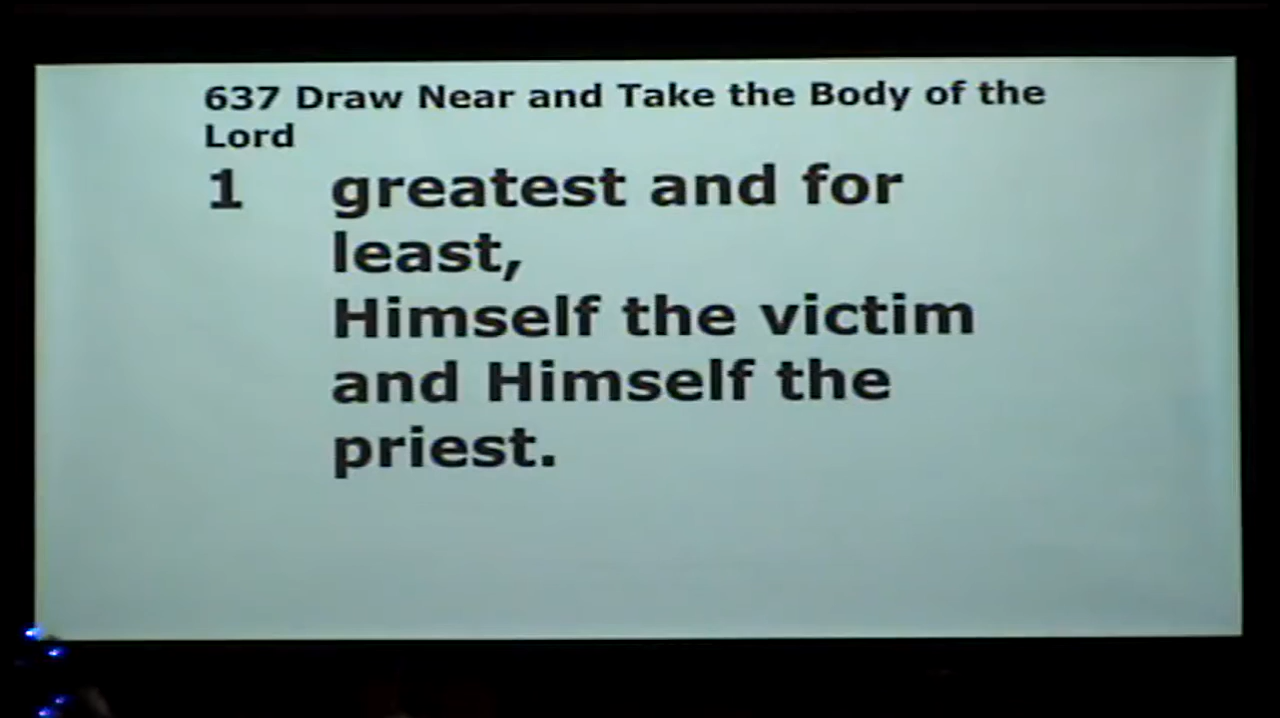 637 Draw Near and Take the Body of the
Lord
1 greatest and for
least,
Himself the victim
and Himself the
priest.